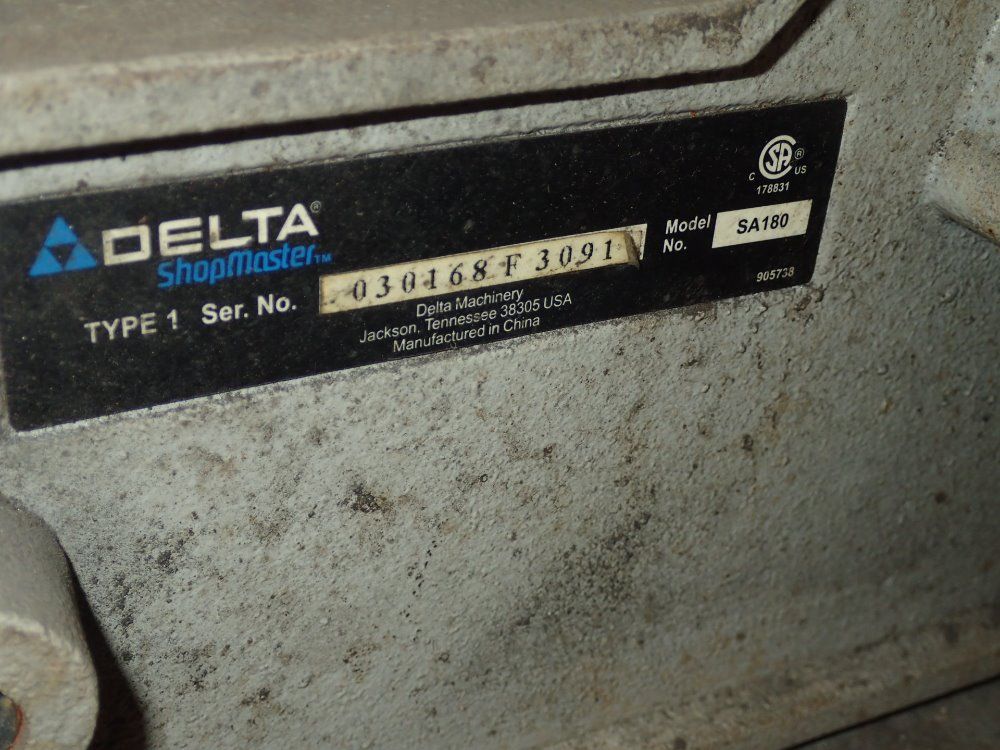 DELTA®
ShopMaster™
TYPE 1 Ser. No. 030168 F 3091
Delta Machinery
Jackson, Tennessee 38305 USA
Manufactured in China
C SA® US
178831
Model No. SA180
905738